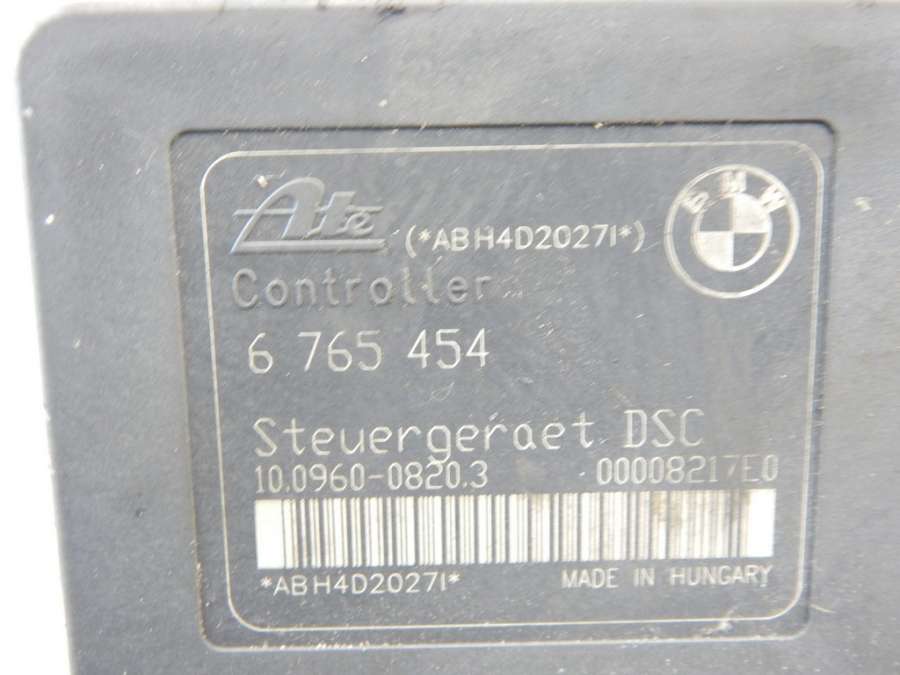 Ate (*ABH4D2027I*) BMW
Controller
6 765 454
Steuergeraet DSC
10.0960-0820.3 00008217E0
*ABH4D2027I* MADE IN HUNGARY